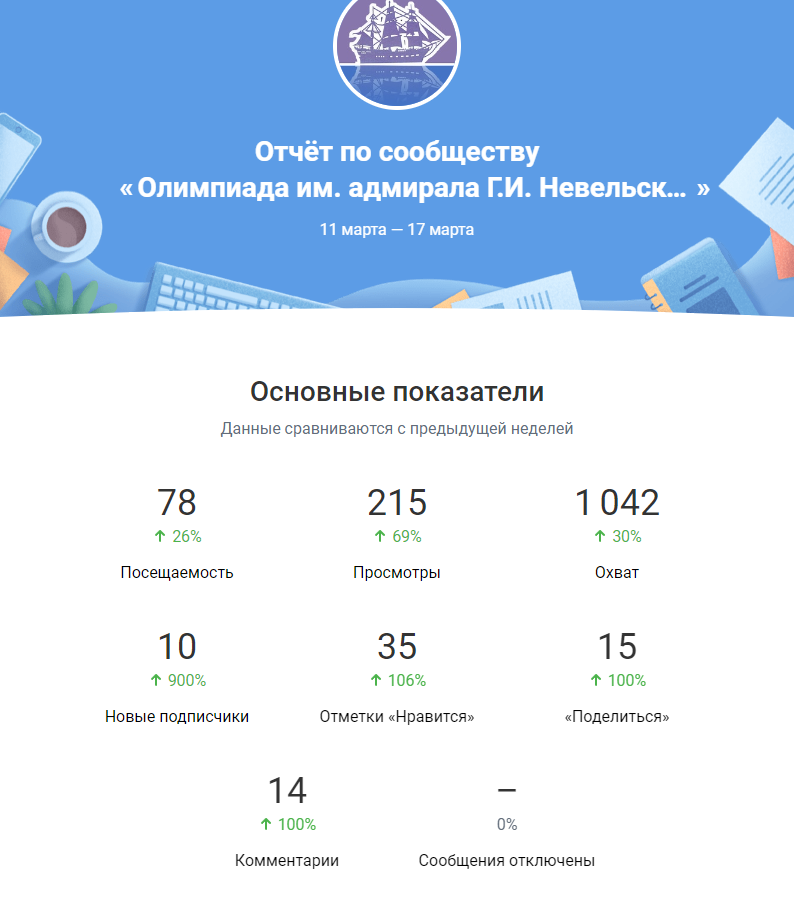 Отчёт по сообществу
« Олимпиада им. адмирала Г.И. Невельск... »
11 марта — 17 марта
Основные показатели
Данные сравниваются с предыдущей неделей
78 215 1 042
↑ 26% ↑ 69% ↑ 30%
Посещаемость Просмотры Охват
10 35 15
↑ 900% ↑ 106% ↑ 100%
Новые подписчики Отметки «Нравится» «Поделиться»
14 –
↑ 100% 0%
Комментарии Сообщения отключены